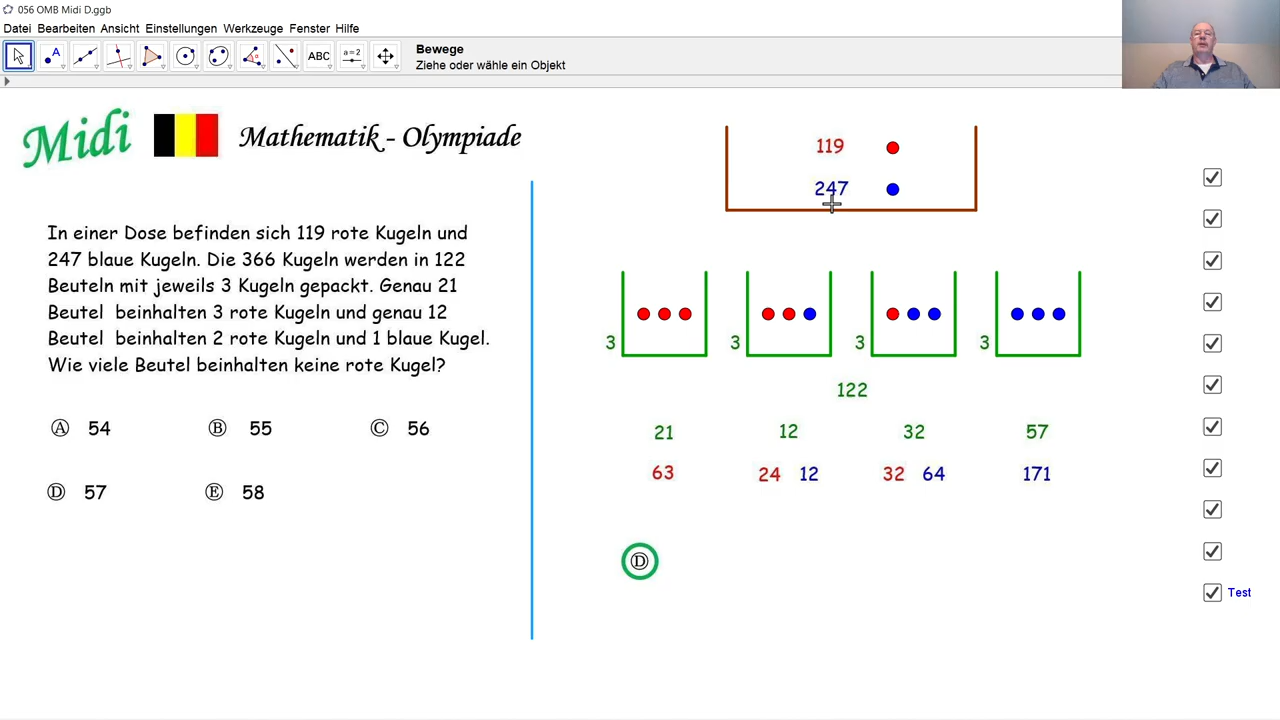 056 OMB Midi D.ggb
Datei Bearbeiten Ansicht Einstellungen Werkzeuge Fenster Hilfe
A
ABC
a=2
Bewege
Ziehe oder wähle ein Objekt
Midi
Mathematik - Olympiade
In einer Dose befinden sich 119 rote Kugeln und
247 blaue Kugeln. Die 366 Kugeln werden in 122
Beuteln mit jeweils 3 Kugeln gepackt. Genau 21
Beutel beinhalten 3 rote Kugeln und genau 12
Beutel beinhalten 2 rote Kugeln und 1 blaue Kugel.
Wie viele Beutel beinhalten keine rote Kugel?
Ⓐ 54 Ⓑ 55 Ⓒ 56
Ⓓ 57 Ⓔ 58
119
247
3 3 3 3
122
21 12 32 57
63 24 12 32 64 171
Ⓓ
Test